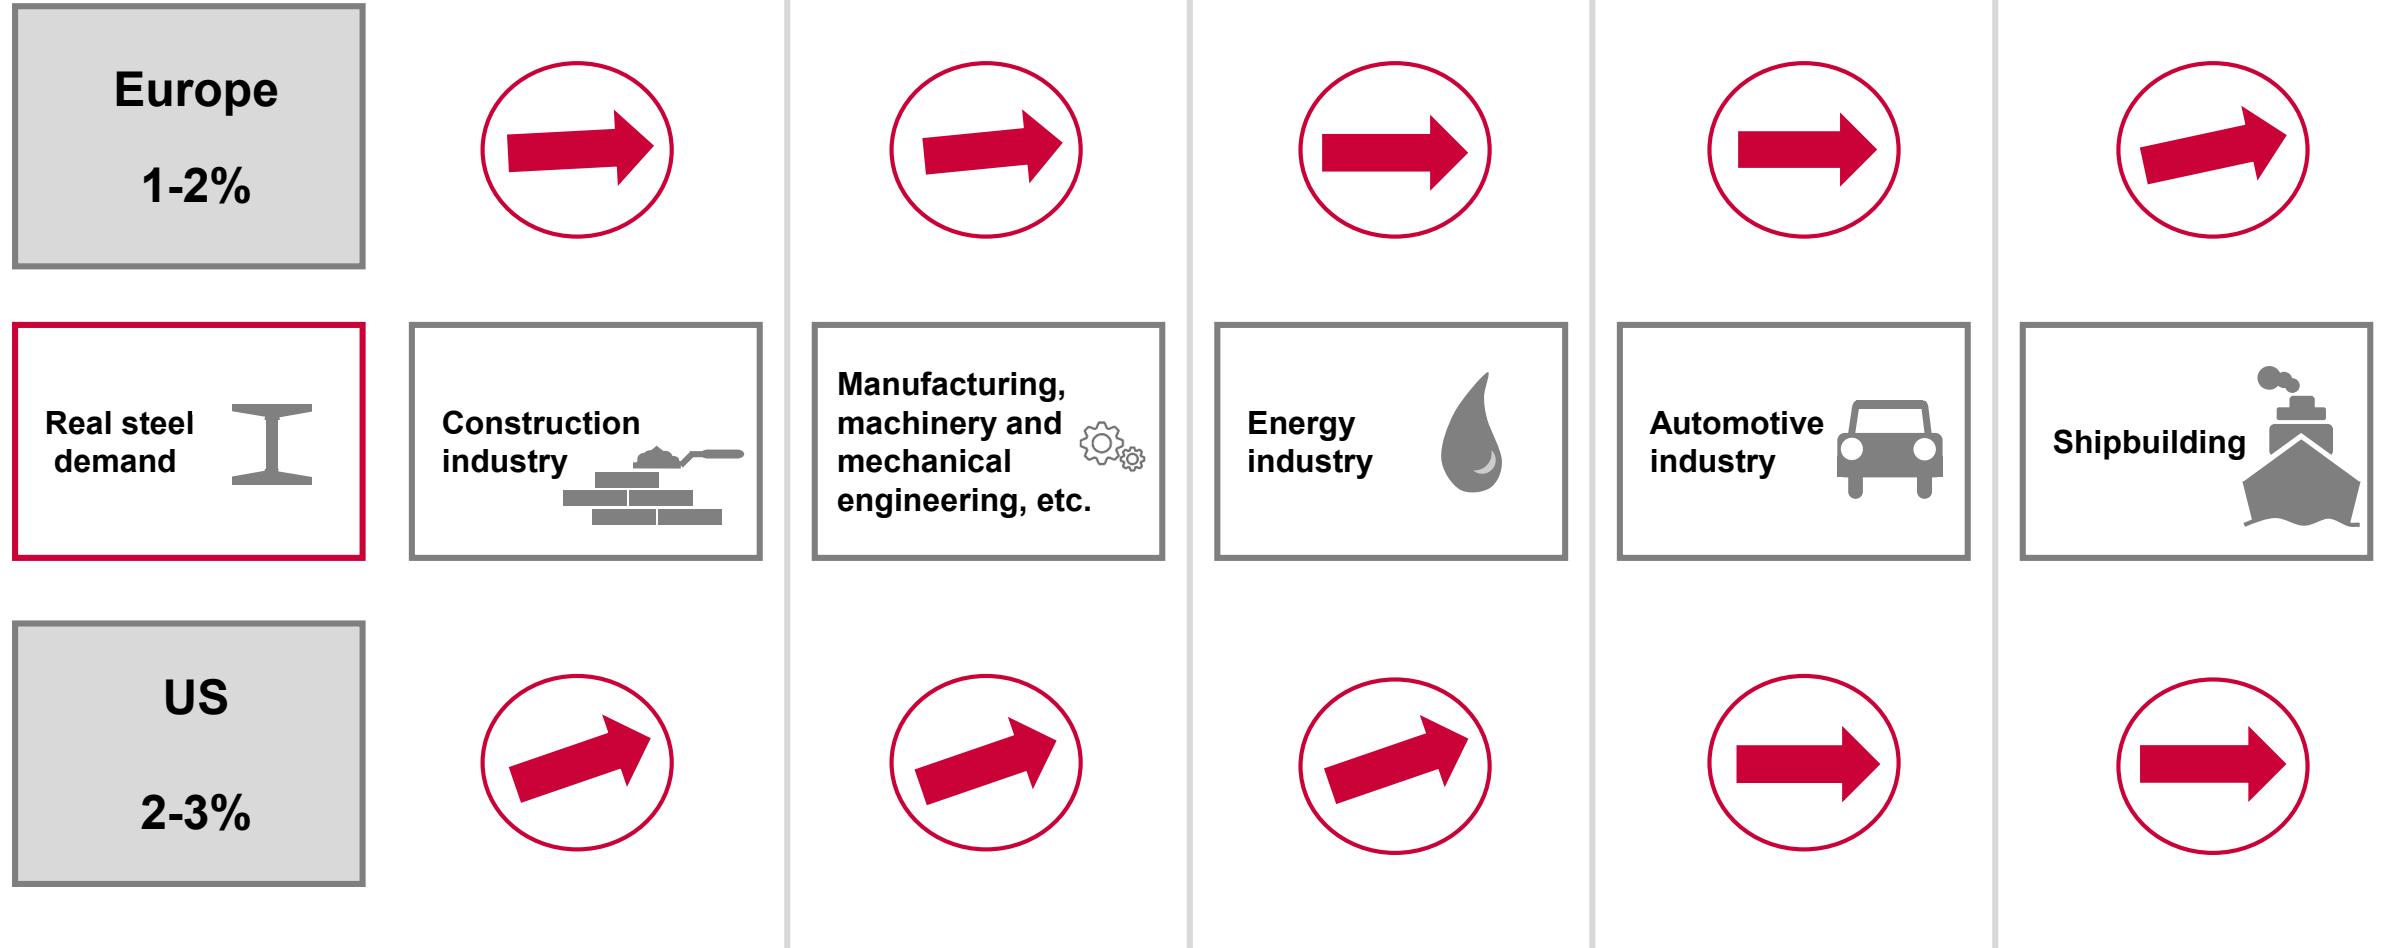 Europe
1-2%
Real steel
demand
Construction
industry
Manufacturing,
machinery and
mechanical
engineering, etc.
Energy
industry
Automotive
industry
Shipbuilding
US
2-3%